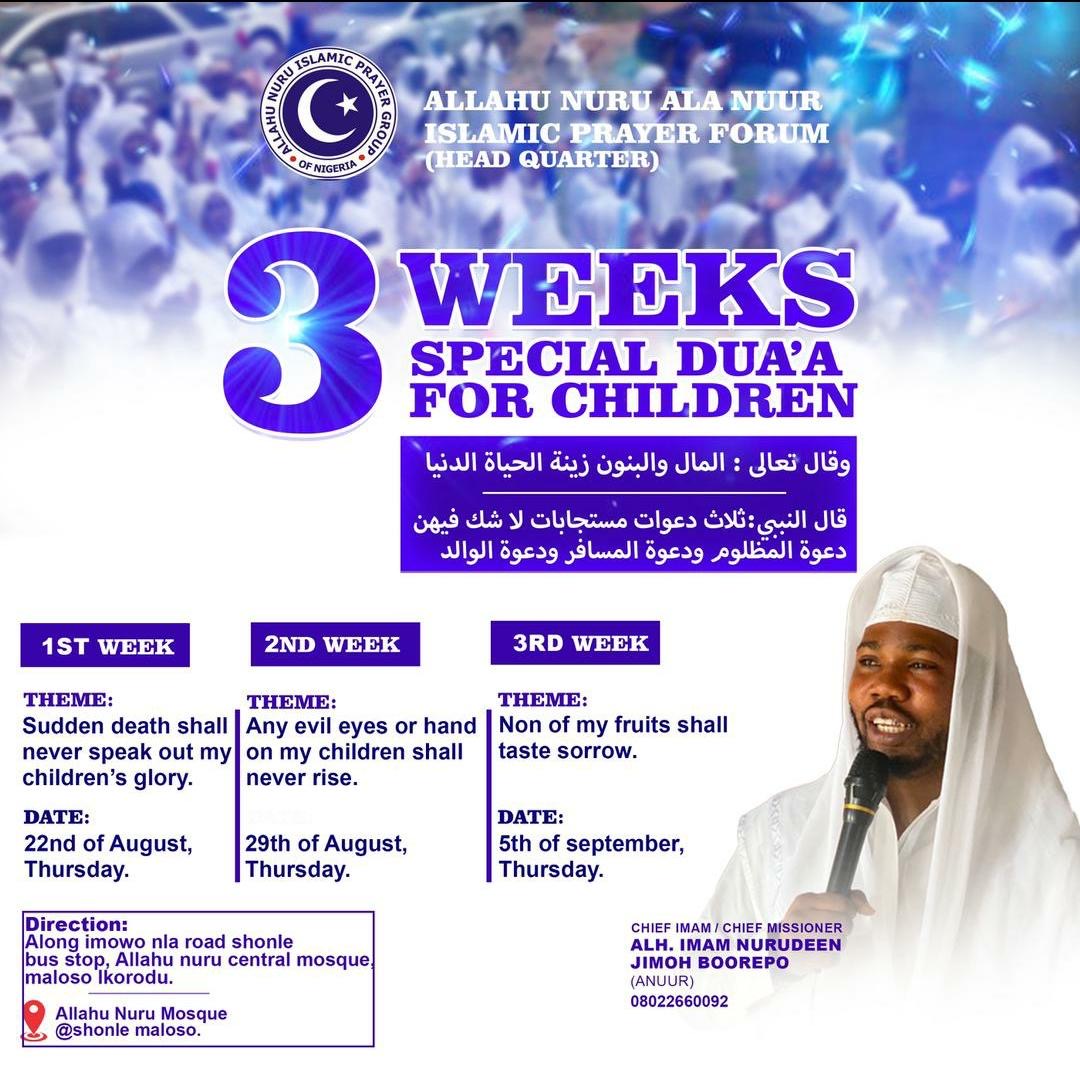 ALLAHU NURU ISLAMIC PRAYER GROUP
OF NIGERIA
ALLAHU NURU ALA NUUR
ISLAMIC PRAYER FORUM
(HEAD QUARTER)
3 WEEKS
SPECIAL DUA'A
FOR CHILDREN
وقال تعالى : المال والبنون زينة الحياة الدنيا
قال النبي:ثلاث دعوات مستجابات لا شك فيهن
دعوة المظلوم ودعوة المسافر ودعوة الوالد
1ST WEEK
THEME:
Sudden death shall
never speak out my
children's glory.
DATE:
22nd of August,
Thursday.
2ND WEEK
THEME:
Any evil eyes or hand
on my children shall
never rise.
DATE:
29th of August,
Thursday.
3RD WEEK
THEME:
Non of my fruits shall
taste sorrow.
DATE:
5th of september,
Thursday.
Direction:
Along imowo nla road shonle
bus stop, Allahu nuru central mosque,
maloso Ikorodu.
Allahu Nuru Mosque
@shonle maloso.
CHIEF IMAM / CHIEF MISSIONER
ALH. IMAM NURUDEEN
JIMOH BOOREPO
(ANUUR)
08022660092